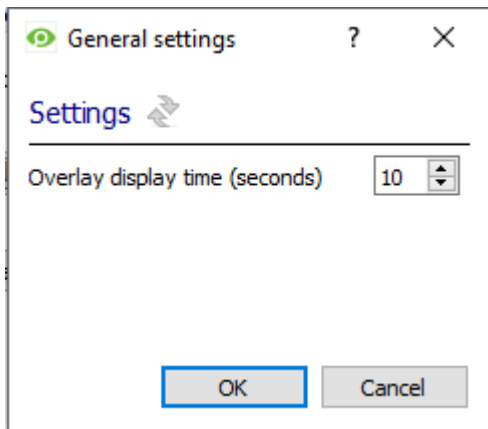 General settings ?
Settings
Overlay display time (seconds) 10
OK Cancel